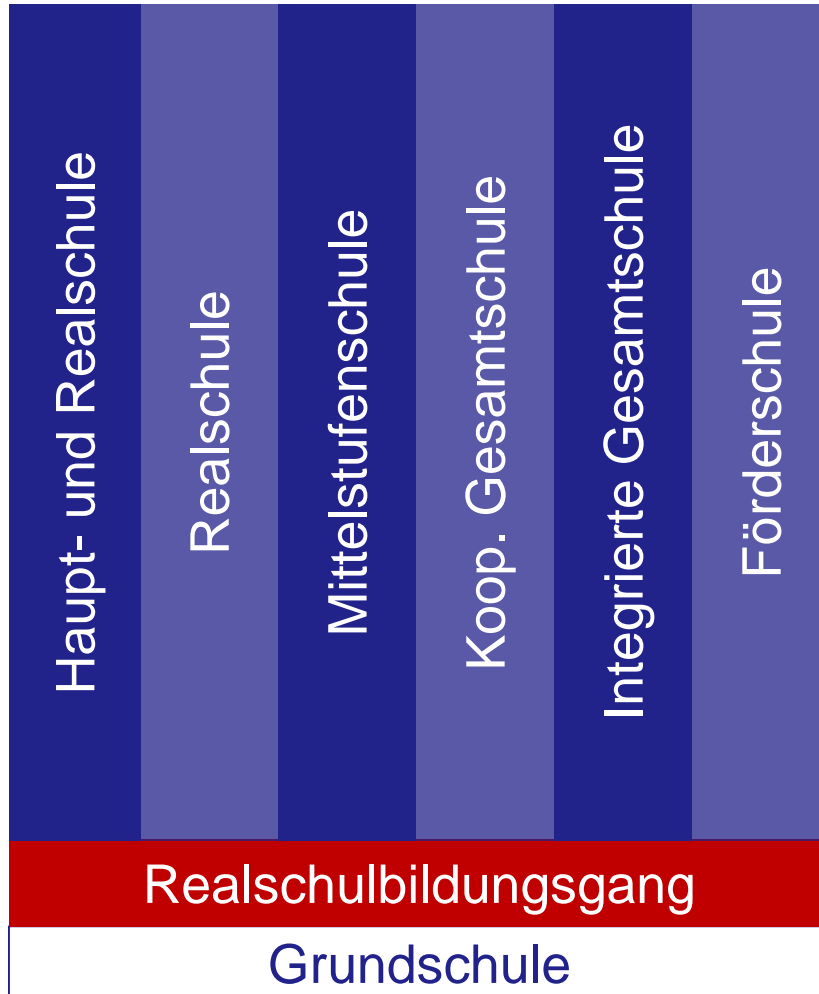 Haupt- und Realschule
Realschule
Mittelstufenschule
Koop. Gesamtschule
Integrierte Gesamtschule
Förderschule
Realschulbildungsgang
Grundschule